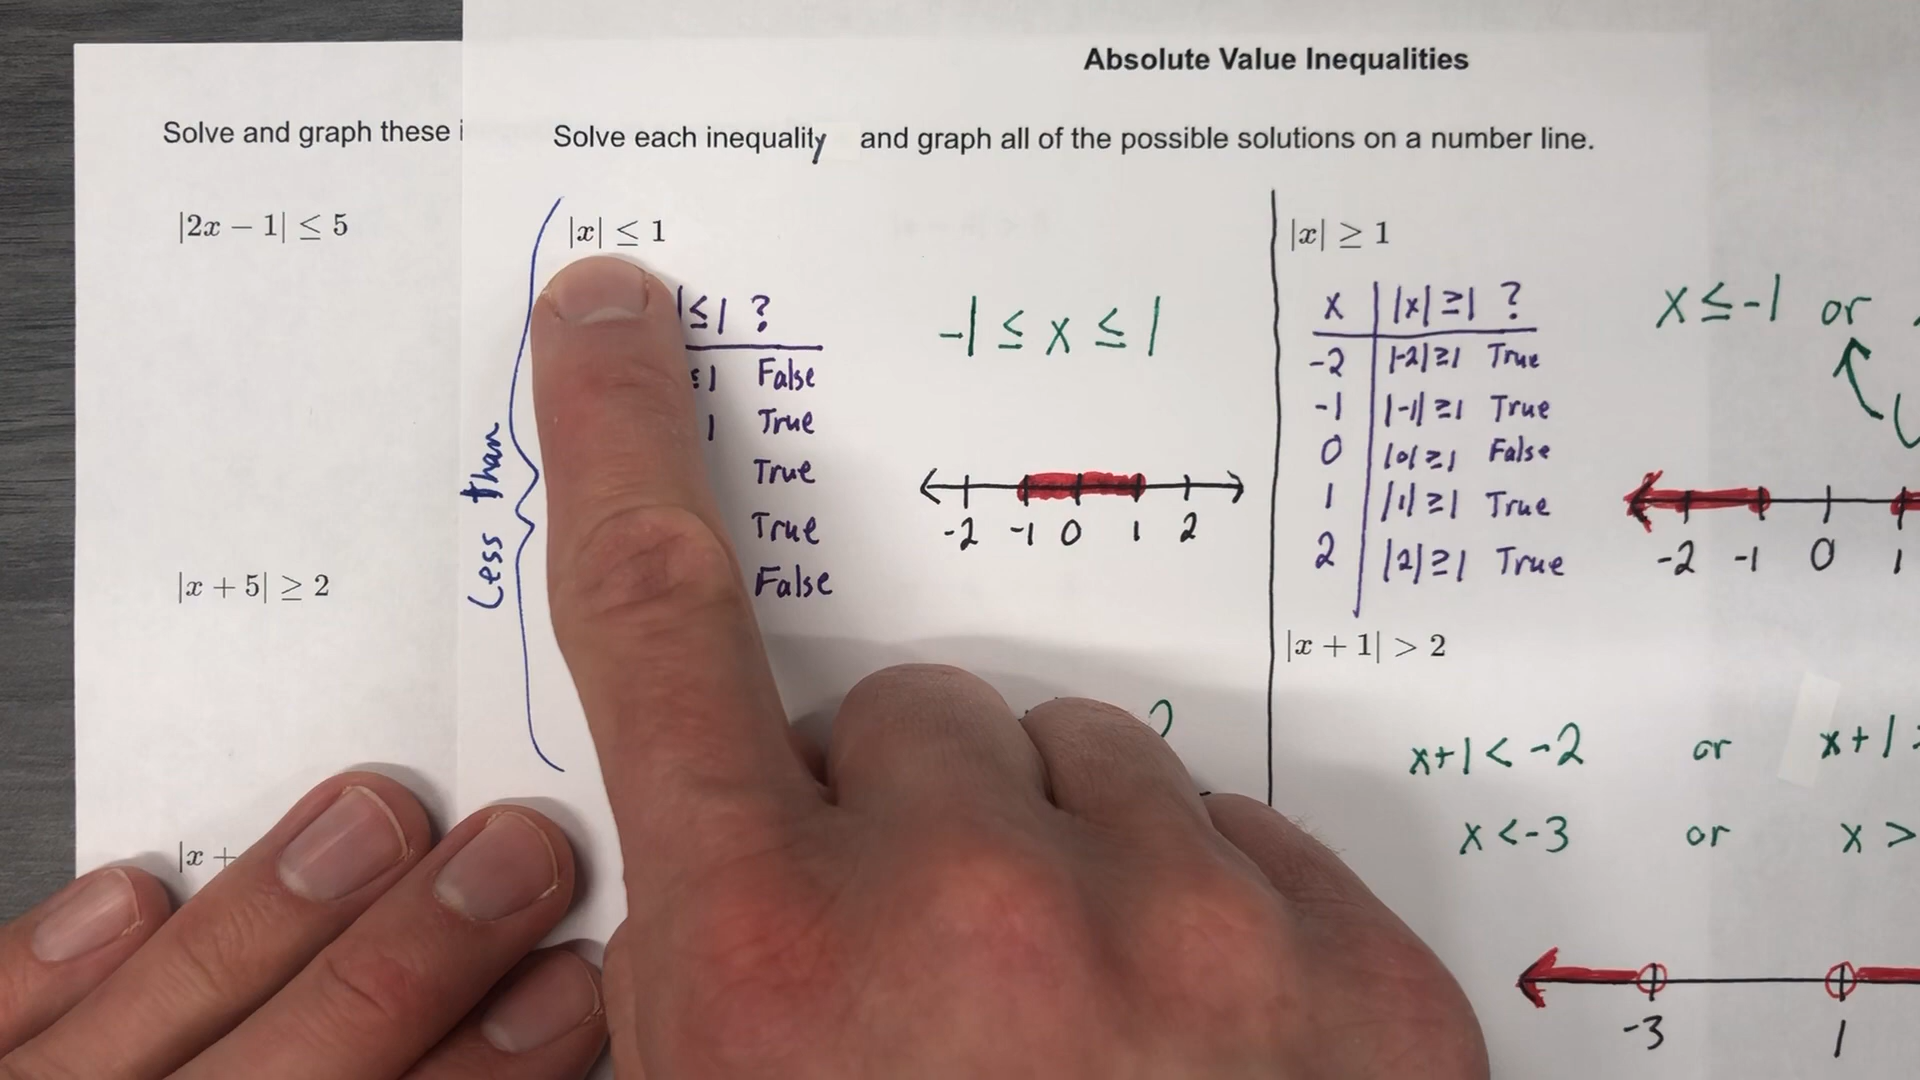 Absolute Value Inequalities
Solve and graph these
Solve each inequality and graph all of the possible solutions on a number line.
|2x − 1| ≤ 5
|x + 5| ≥ 2
|x +
Less than
|x| ≤ 1
≤ 1 ?
≤ 1 False
1 True
True
True
False
-1 ≤ x ≤ 1
-2 -1 0 1 2
2
|x| ≥ 1
x |x| ≥ 1 ?
-2 |-2| ≥ 1 True
-1 |-1| ≥ 1 True
0 |0| ≥ 1 False
1 |1| ≥ 1 True
2 |2| ≥ 1 True
x ≤ -1 or
-2 -1 0 1
|x + 1| > 2
x+1 < -2 or x+1
x < -3 or x >
-3 1